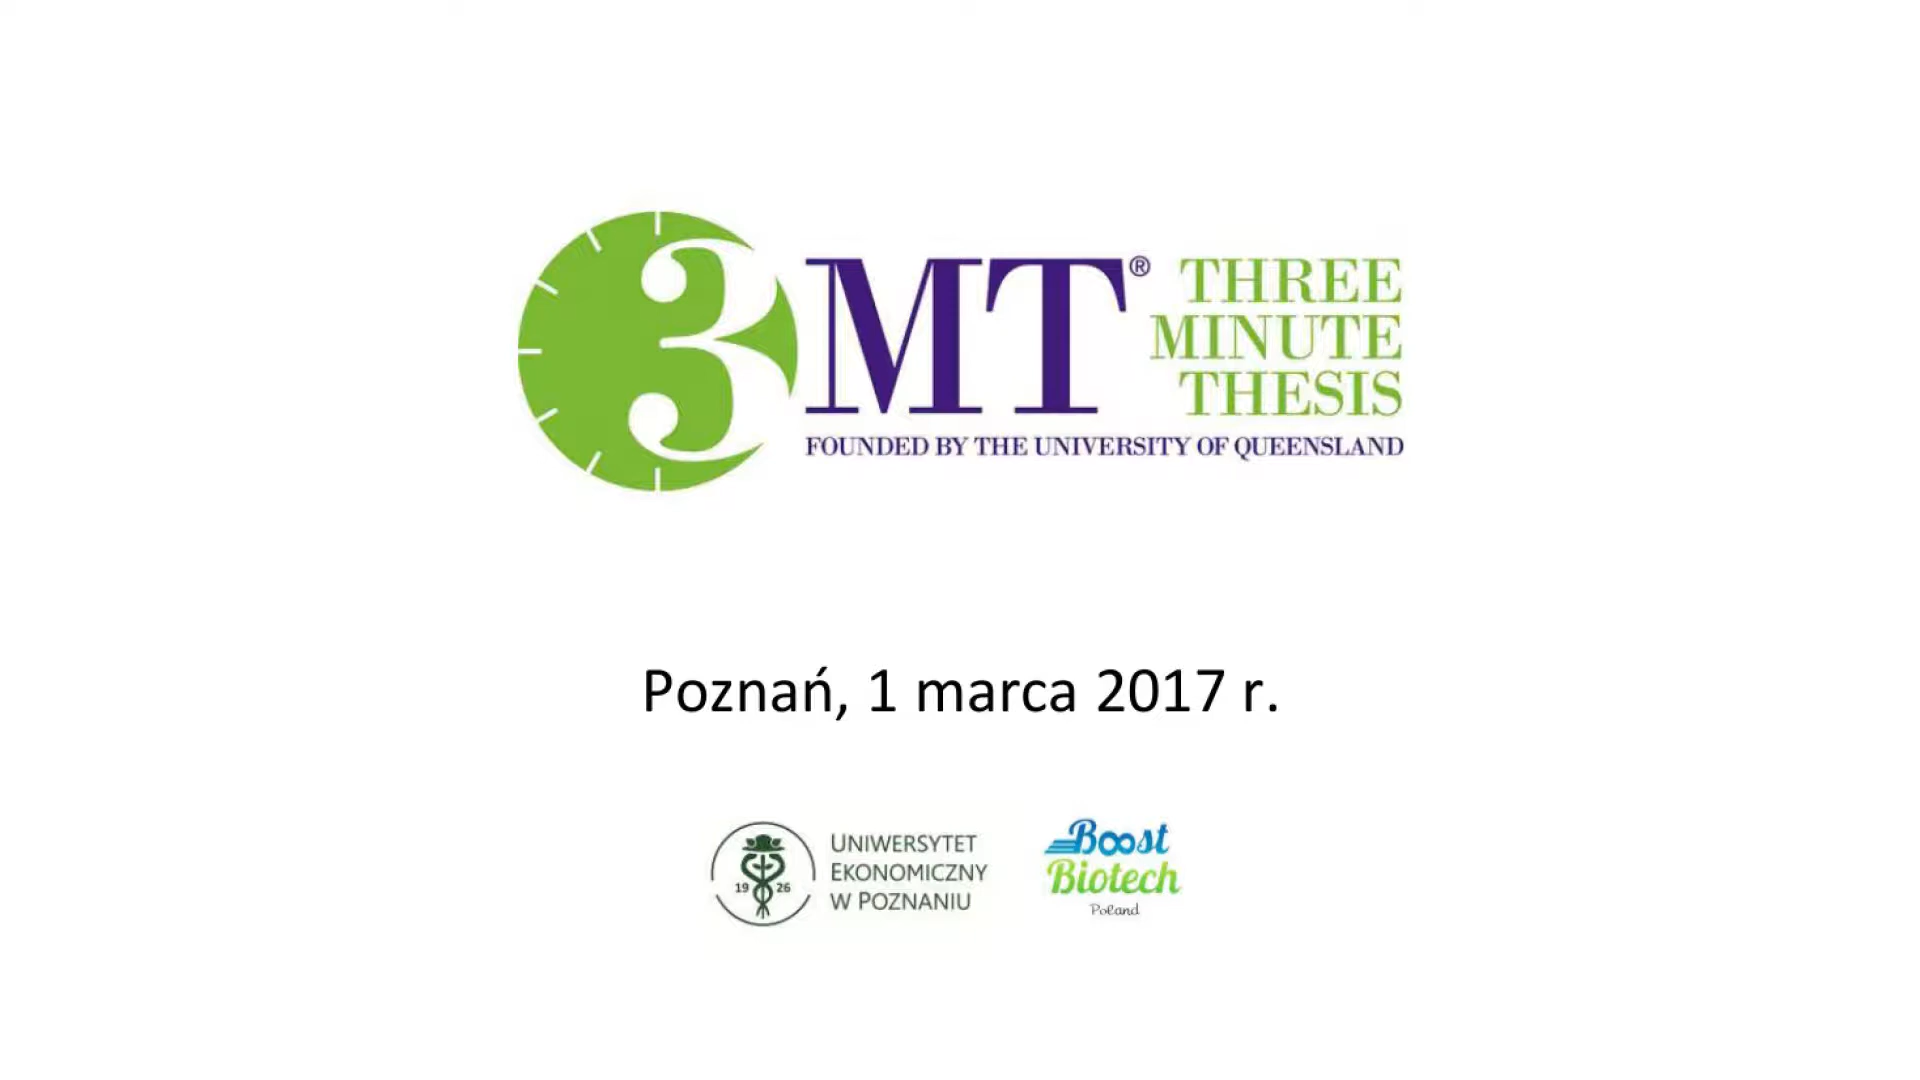 3MT® THREE
MINUTE
THESIS
FOUNDED BY THE UNIVERSITY OF QUEENSLAND
Poznań, 1 marca 2017 r.
19 26
UNIWERSYTET
EKONOMICZNY
W POZNANIU
Boost
Biotech
Poland